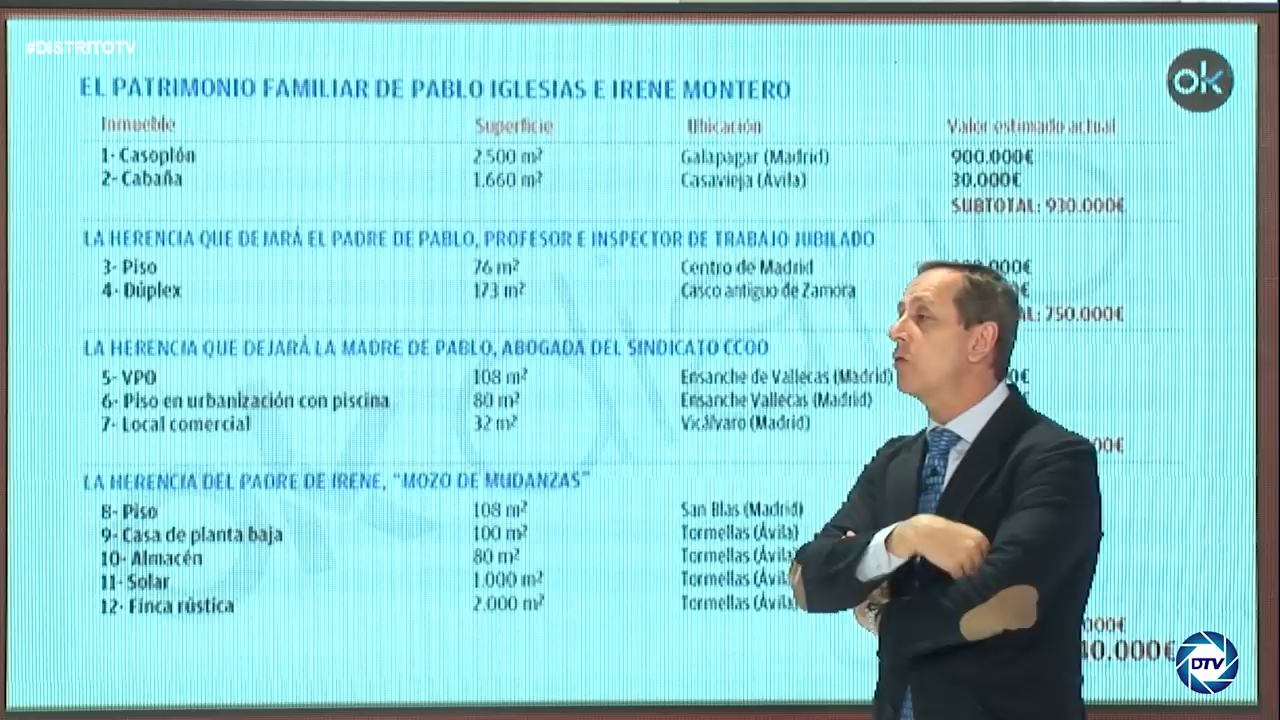 #DISTRITOTV
ok
EL PATRIMONIO FAMILIAR DE PABLO IGLESIAS E IRENE MONTERO
Inmueble Superficie Ubicación Valor estimado actual
1- Casoplón 2.500 m² Galapagar (Madrid) 900.000€
2- Cabaña 1.660 m² Casavieja (Ávila) 30.000€
SUBTOTAL: 930.000€
LA HERENCIA QUE DEJARÁ EL PADRE DE PABLO, PROFESOR E INSPECTOR DE TRABAJO JUBILADO
3- Piso 76 m² Centro de Madrid
4- Dúplex 173 m² Casco antiguo de Zamora
750.000€
LA HERENCIA QUE DEJARÁ LA MADRE DE PABLO, ABOGADA DEL SINDICATO CCOO
5- VPO 108 m² Ensanche de Vallecas (Madrid)
6- Piso en urbanización con piscina 80 m² Ensanche Vallecas (Madrid)
7- Local comercial 32 m² Vicálvaro (Madrid)
LA HERENCIA DEL PADRE DE IRENE, “MOZO DE MUDANZAS”
8- Piso 108 m² San Blas (Madrid)
9- Casa de planta baja 100 m² Tormellas (Ávila)
10- Almacén 80 m² Tormellas (Ávila
11- Solar 1.000 m² Tormellas (Ávil
12- Finca rústica 2.000 m² Tormellas (Ávila
DTV